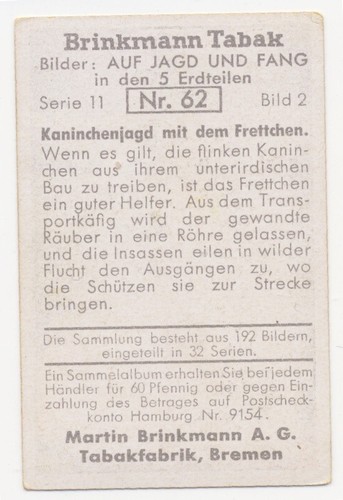 Brinkmann Tabak
Bilder: AUF JAGD UND FANG
in den 5 Erdteilen
Serie 11 Nr. 62 Bild 2
Kaninchenjagd mit dem Frettchen.
Wenn es gilt, die flinken Kanin-
chen aus ihrem unterirdischen
Bau zu treiben, ist das Frettchen
ein guter Helfer. Aus dem Trans-
portkäfig wird der gewandte
Räuber in eine Röhre gelassen,
und die Insassen eilen in wilder
Flucht den Ausgängen zu, wo
die Schützen sie zur Strecke
bringen.
Die Sammlung besteht aus 192 Bildern,
eingeteilt in 32 Serien.
Ein Sammelalbum erhalten Sie bei jedem
Händler für 60 Pfennig oder gegen Ein-
zahlung des Betrages auf Postscheck-
konto Hamburg Nr. 9154.
Martin Brinkmann A. G.
Tabakfabrik, Bremen